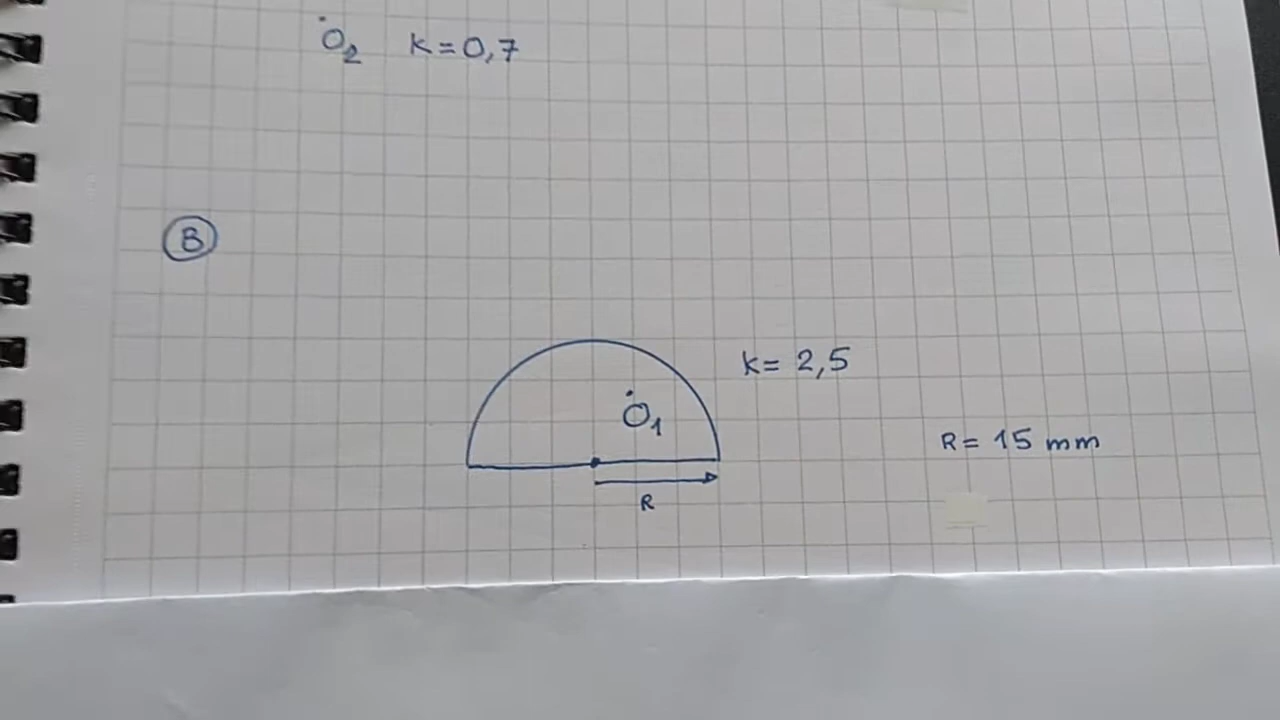 O₂ K=0,7
B
K= 2,5
O₁
R= 15 mm
R